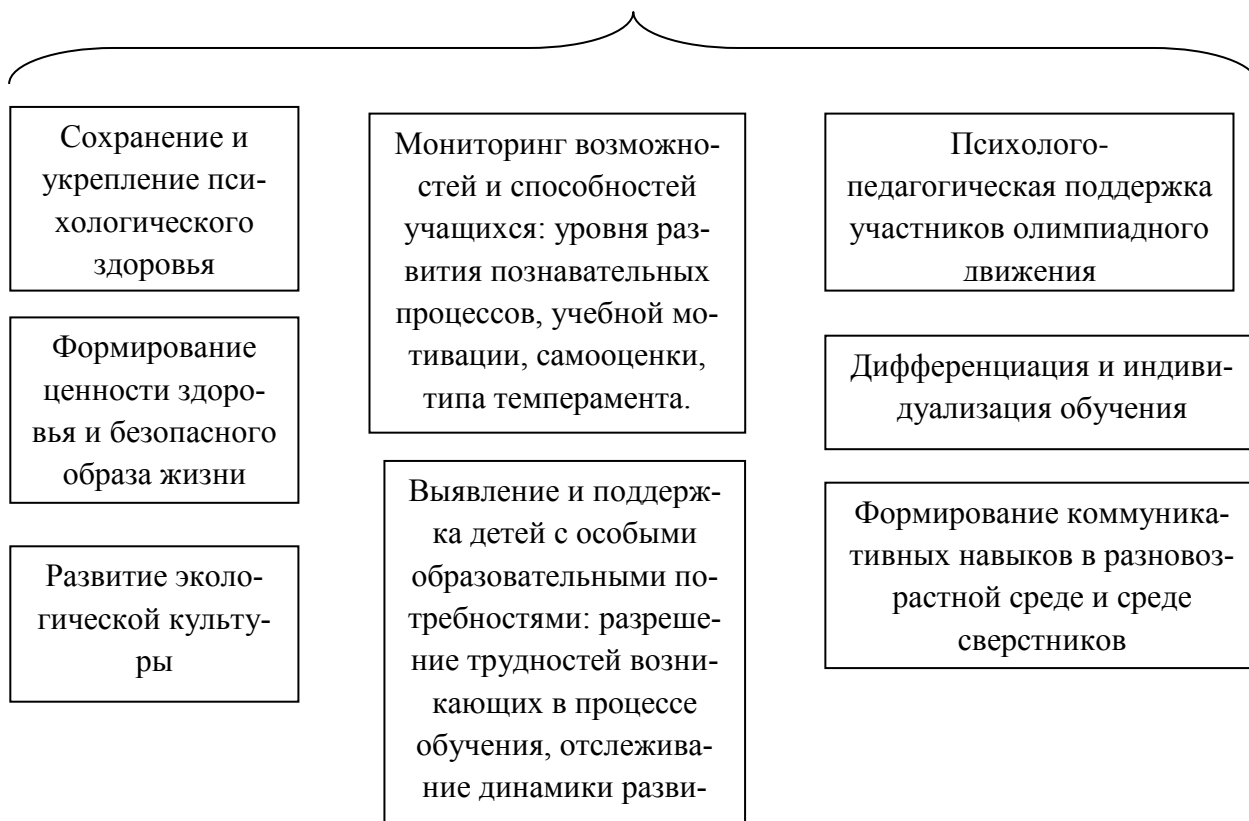 Сохранение и
укрепление пси-
хологического
здоровья
Формирование
ценности здоро-
вья и безопасного
образа жизни
Развитие эколо-
гической культу-
ры
Мониторинг возможно-
стей и способностей
учащихся: уровня раз-
вития познавательных
процессов, учебной мо-
тивации, самооценки,
типа темперамента.
Выявление и поддерж-
ка детей с особыми
образовательными по-
требностями: разреше-
ние трудностей возни-
кающих в процессе
обучения, отслежива-
ние динамики разви-
Психолого-
педагогическая поддержка
участников олимпиадного
движения
Дифференциация и индиви-
дуализация обучения
Формирование коммуника-
тивных навыков в разновоз-
растной среде и среде
сверстников